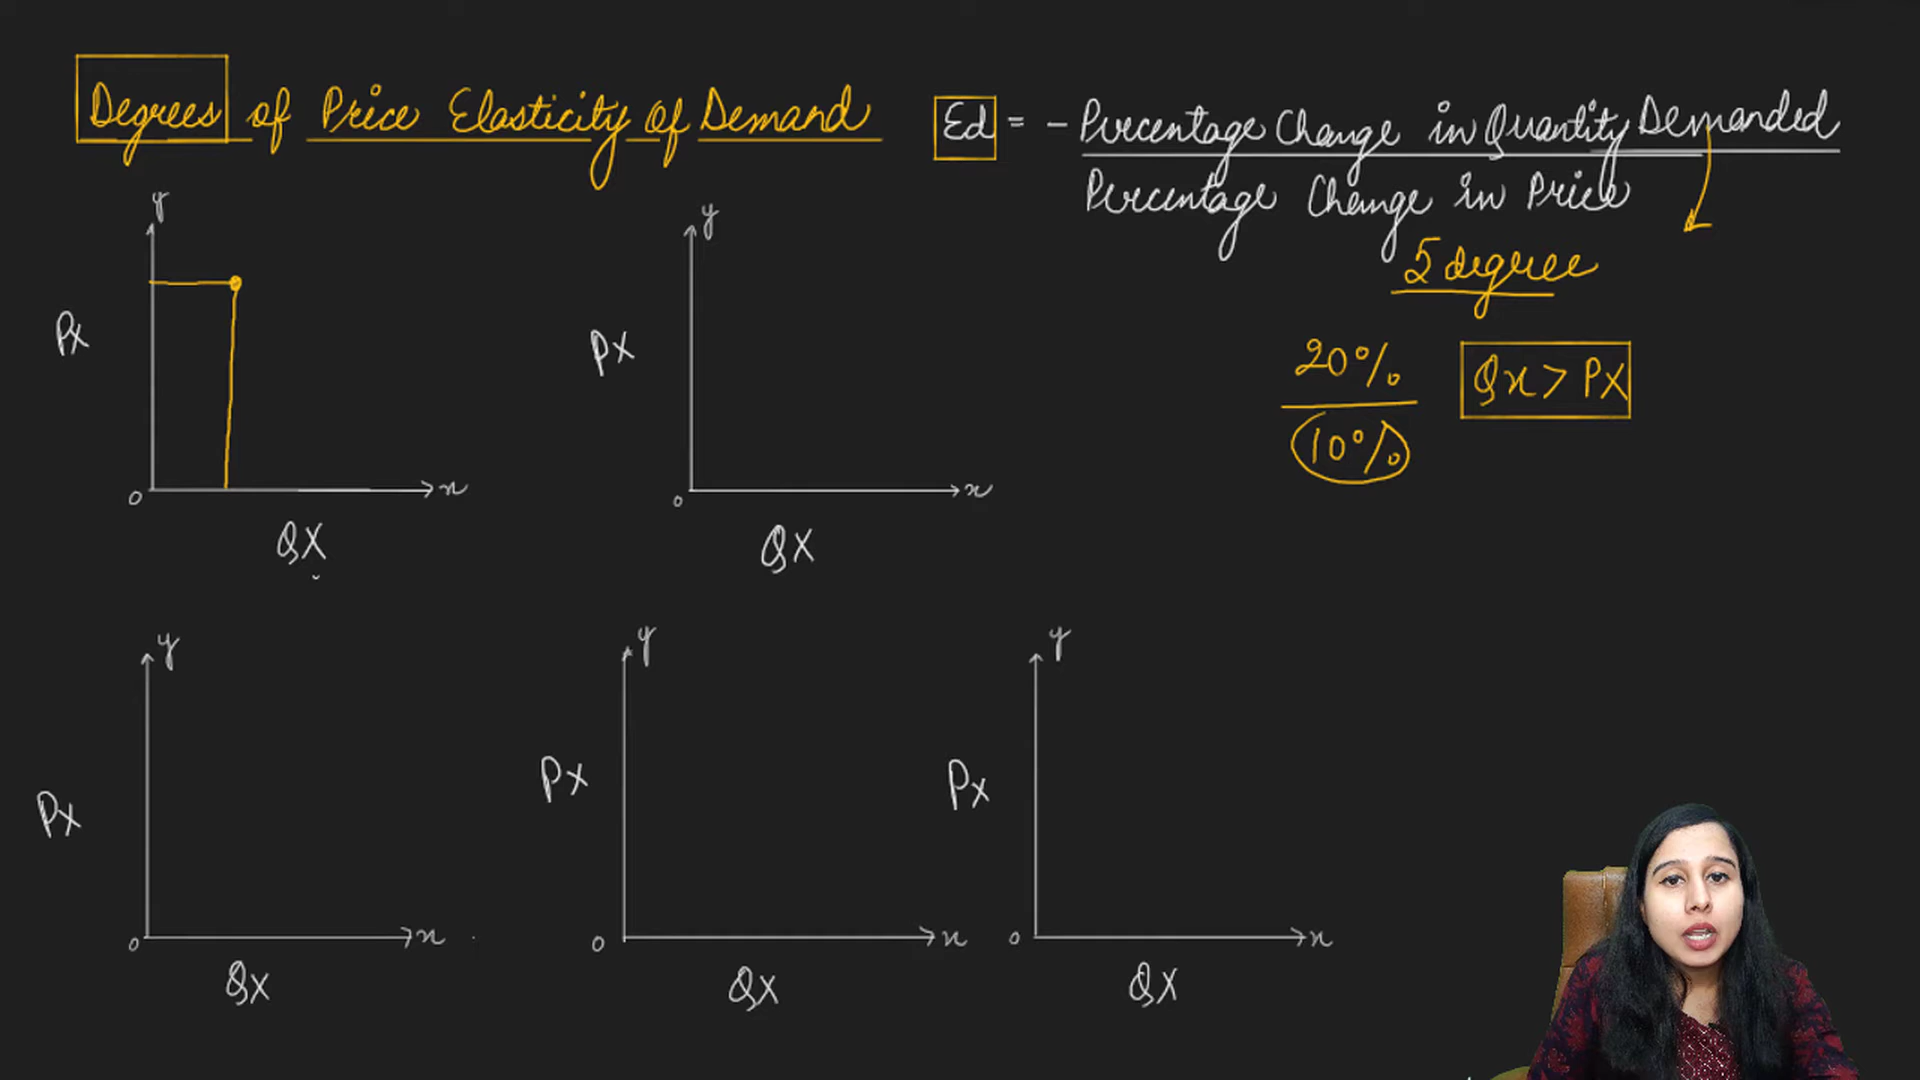 Degrees of Price Elasticity of Demand
Ed = - Percentage Change in Quantity Demanded
Percentage Change in Price
5 degree
20%
10%
Qx > PX
y
PX
0
x
QX
y
PX
0
x
QX
y
PX
0
x
QX
y
PX
0
x
QX
y
PX
0
x
QX